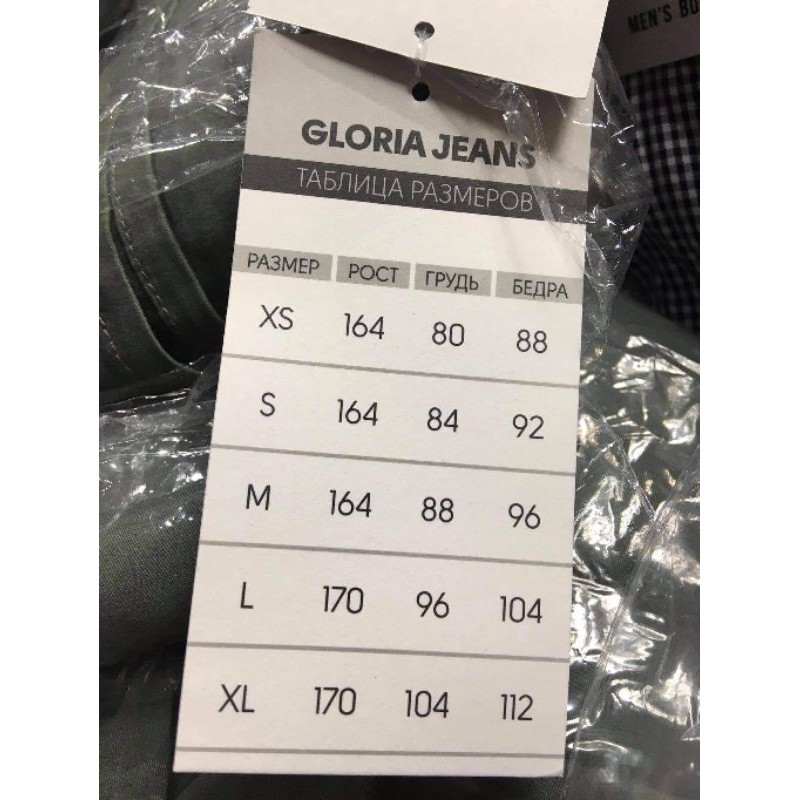 MEN'S
GLORIA JEANS
ТАБЛИЦА РАЗМЕРОВ
РАЗМЕР РОСТ ГРУДЬ БЕДРА
XS 164 80 88
S 164 84 92
M 164 88 96
L 170 96 104
XL 170 104 112